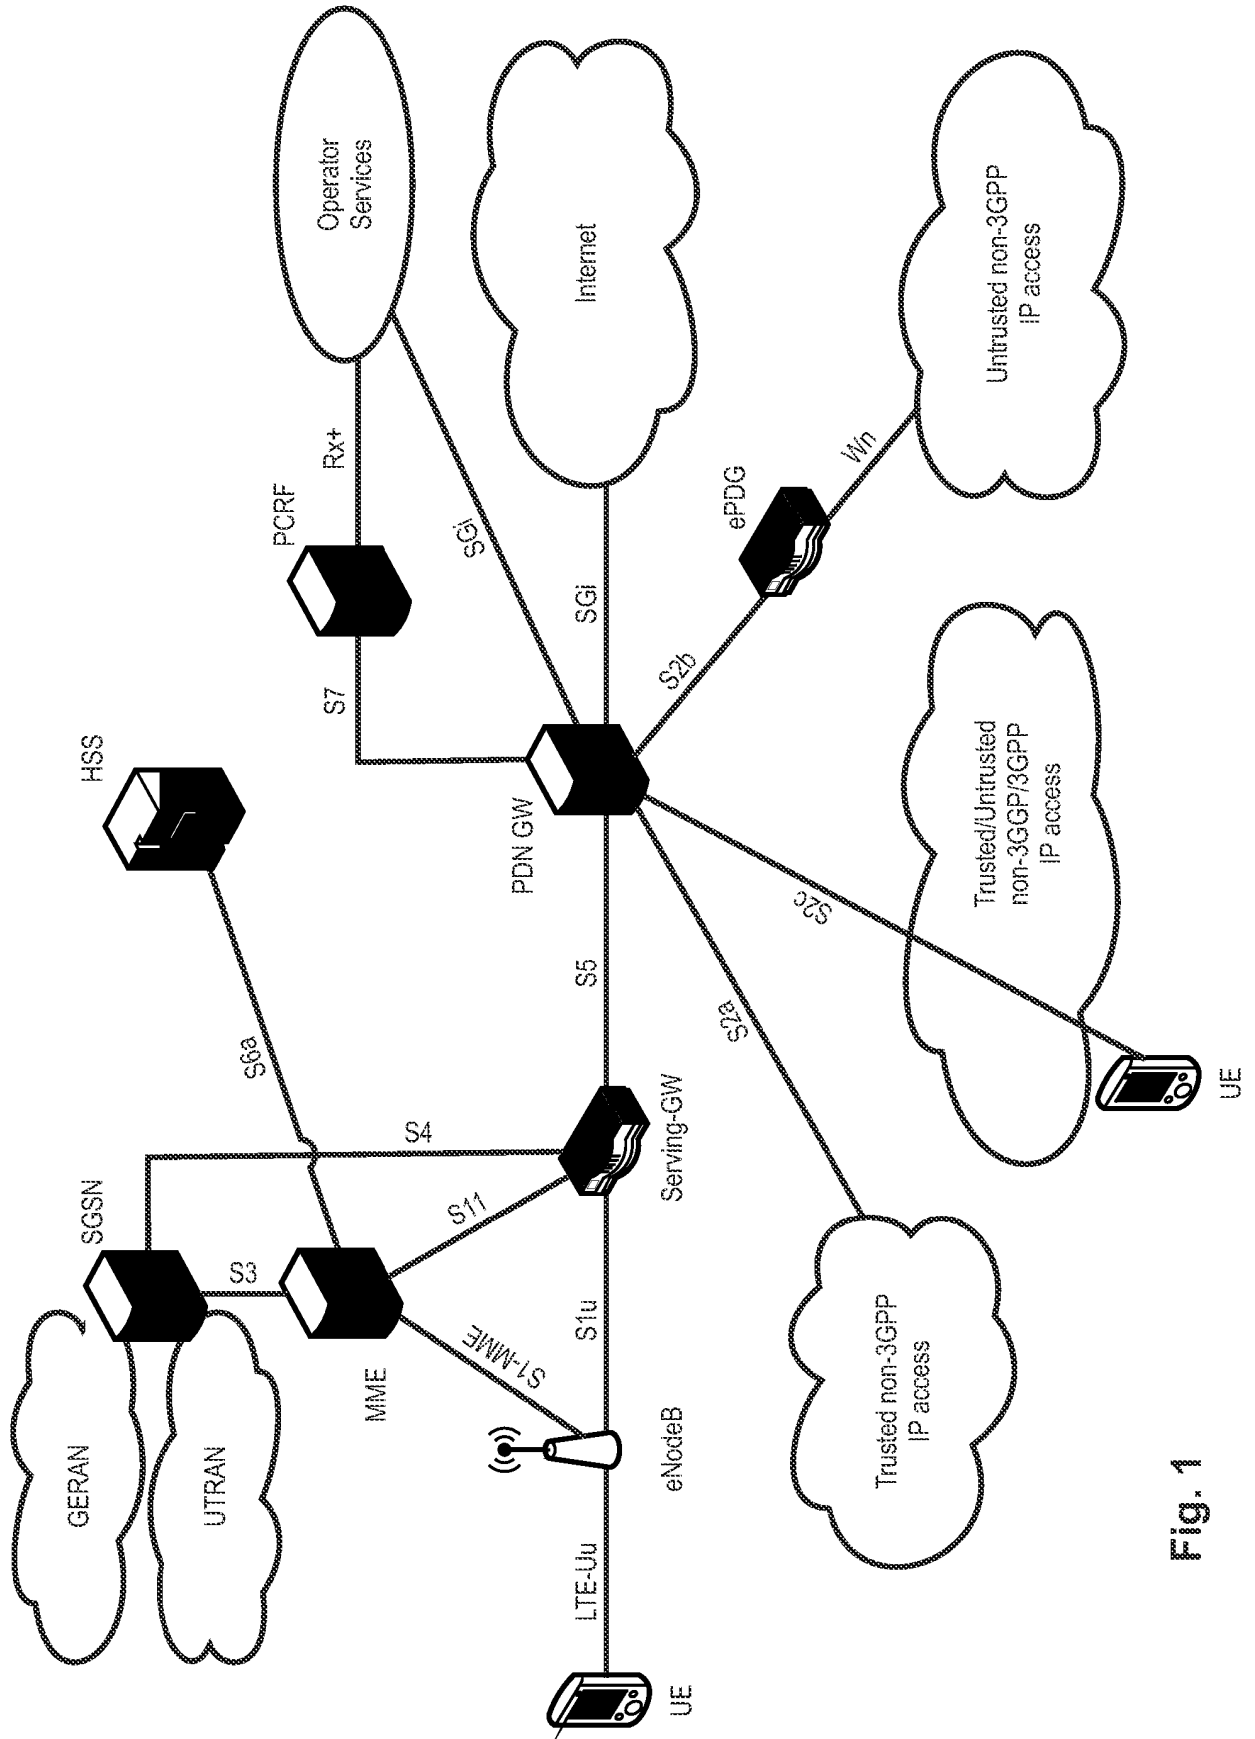 GERAN
UTRAN
SGSN
HSS
S3
S6a
S4
MME
S11
S1-MME
PCRF
S7
Rx+
Operator
Services
SGi
UE
LTE-Uu
eNodeB
S1u
Serving-GW
S5
PDN GW
SGi
Internet
S2a
S2c
S2b
ePDG
Wn
Trusted non-3GPP
IP access
Trusted/Untrusted
non-3GGP/3GPP
IP access
Untrusted non-3GPP
IP access
UE
Fig. 1